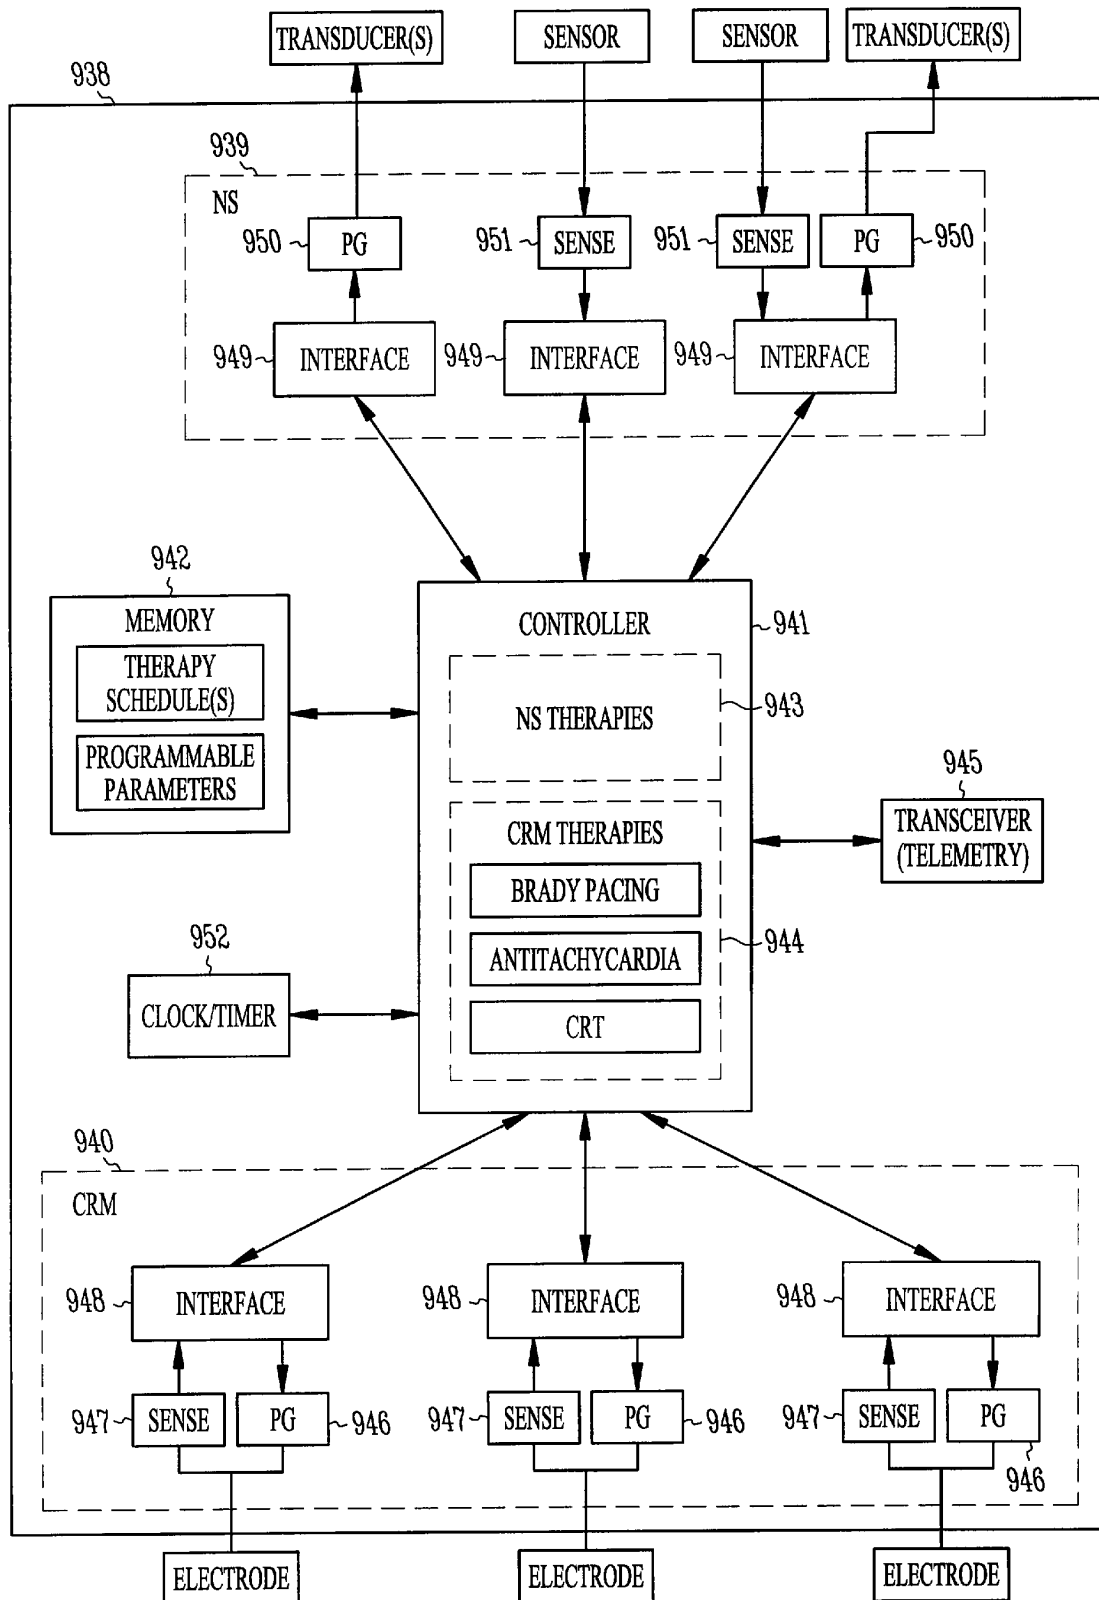 TRANSDUCER(S) SENSOR SENSOR TRANSDUCER(S)
938
939
NS
950 PG 951 SENSE 951 SENSE PG 950
949 INTERFACE 949 INTERFACE 949 INTERFACE
942
MEMORY
THERAPY
SCHEDULE(S)
PROGRAMMABLE
PARAMETERS
CONTROLLER 941
NS THERAPIES 943
945
TRANSCEIVER
(TELEMETRY)
CRM THERAPIES
BRADY PACING
944
ANTITACHYCARDIA
CRT
952
CLOCK/TIMER
940
CRM
948 INTERFACE 948 INTERFACE 948 INTERFACE
947 SENSE PG 946 947 SENSE PG 946 947 SENSE PG
946
ELECTRODE ELECTRODE ELECTRODE